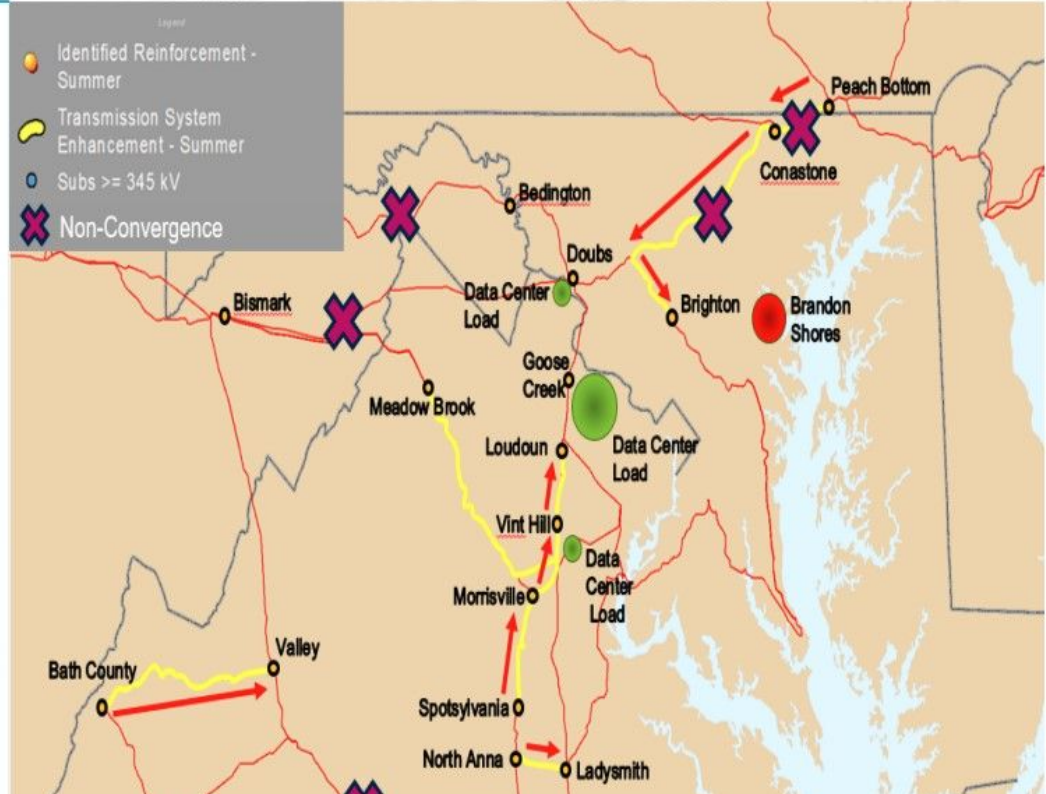 Legend
Identified Reinforcement -
Summer
Transmission System
Enhancement - Summer
Subs >= 345 kV
Non-Convergence
Peach Bottom
Conastone
Bedington
Doubs
Data Center
Load
Bismark
Brighton
Brandon
Shores
Goose
Creek
Meadow Brook
Data Center
Load
Loudoun
Vint Hill
Data
Center
Load
Morrisville
Valley
Bath County
Spotsylvania
North Anna
Ladysmith